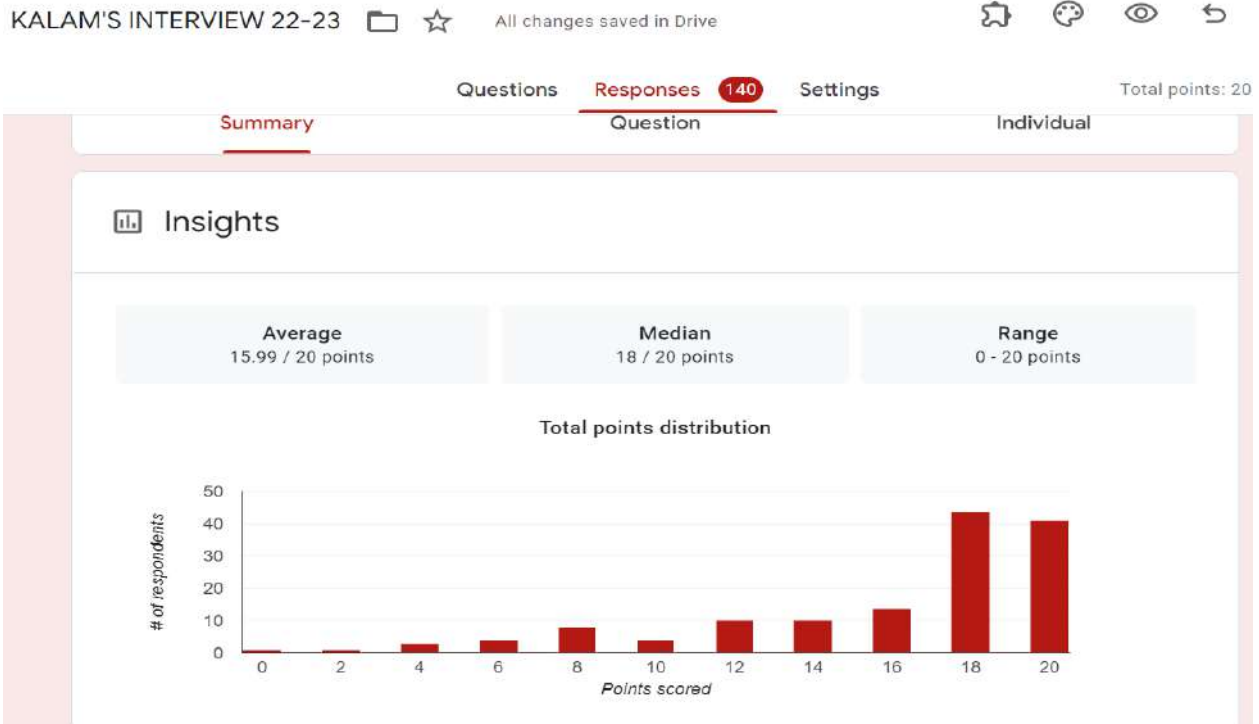 KALAM'S INTERVIEW 22-23 All changes saved in Drive
Questions Responses 140 Settings Total points: 20
Summary Question Individual
Insights
Average Median Range
15.99 / 20 points 18 / 20 points 0 - 20 points
Total points distribution
# of respondents
50
40
30
20
10
0
0 2 4 6 8 10 12 14 16 18 20
Points scored